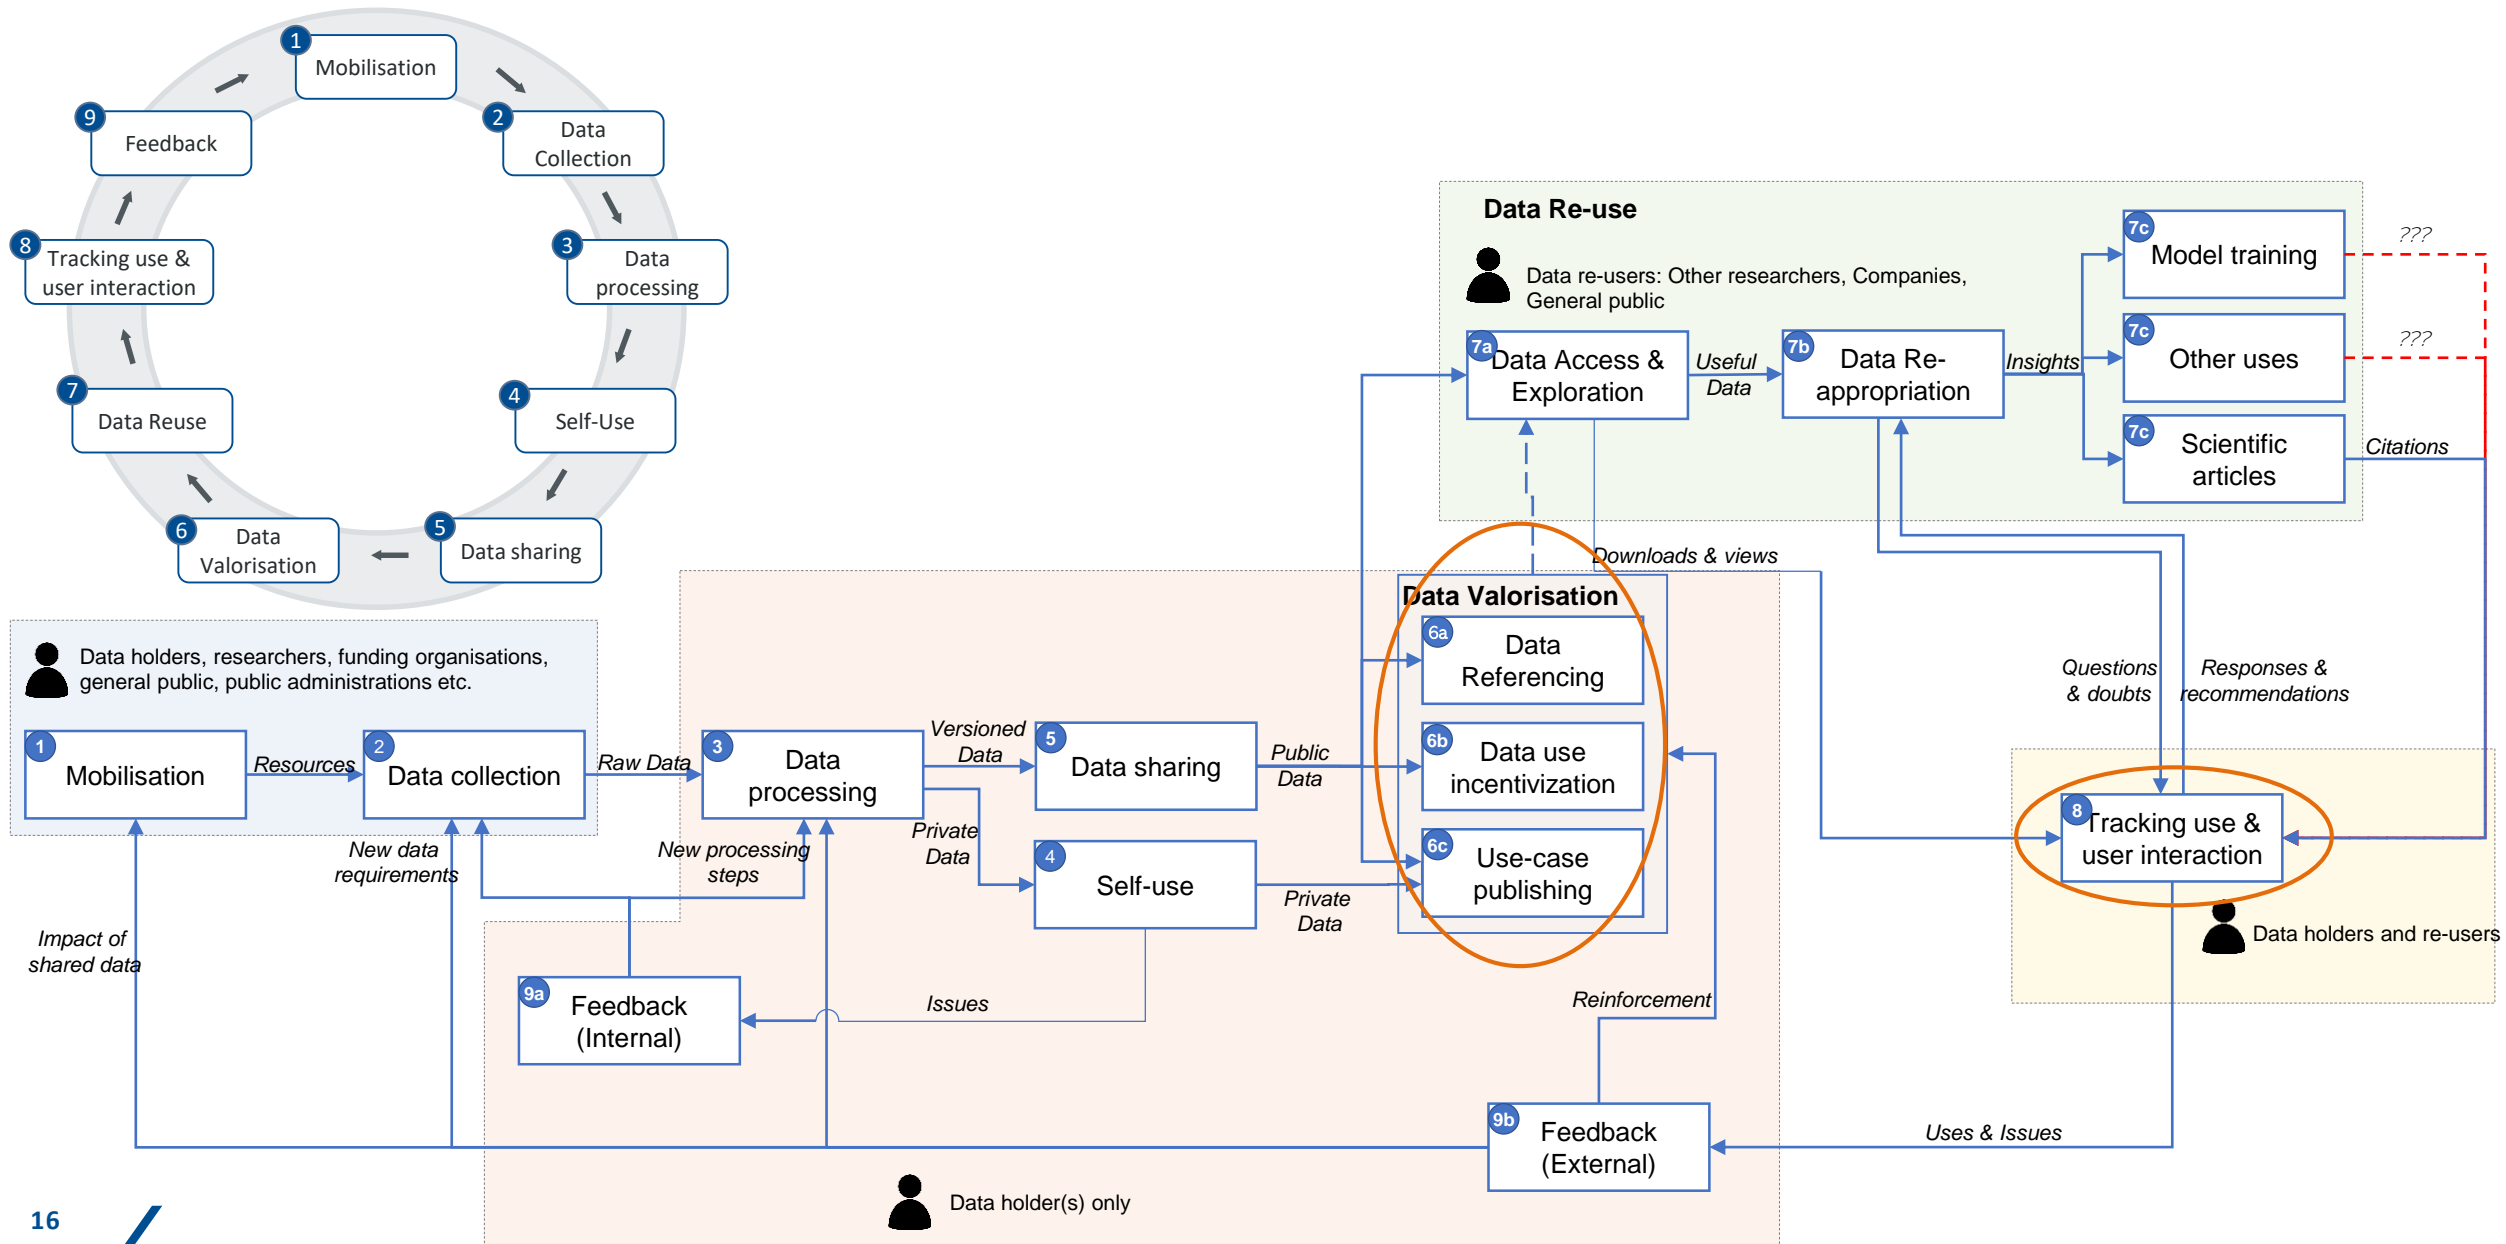 1
Mobilisation
2
Data
Collection
3
Data
processing
4
Self-Use
5
Data sharing
6
Data
Valorisation
7
Data Reuse
8
Tracking use &
user interaction
9
Feedback
Data Re-use
Data re-users: Other researchers, Companies,
General public
7a
Data Access &
Exploration
Useful
Data
7b
Data Re-
appropriation
Insights
7c
Model training
???
7c
Other uses
???
7c
Scientific
articles
Citations
Downloads & views
Questions
& doubts
Responses &
recommendations
Data holders, researchers, funding organisations,
general public, public administrations etc.
1
Mobilisation
Resources
2
Data collection
Raw Data
3
Data
processing
Versioned
Data
5
Data sharing
Public
Data
Private
Data
4
Self-use
Private
Data
Data Valorisation
6a
Data
Referencing
6b
Data use
incentivization
6c
Use-case
publishing
8
Tracking use &
user interaction
Data holders and re-users
New data
requirements
New processing
steps
Impact of
shared data
9a
Feedback
(Internal)
Issues
Reinforcement
9b
Feedback
(External)
Uses & Issues
Data holder(s) only
16